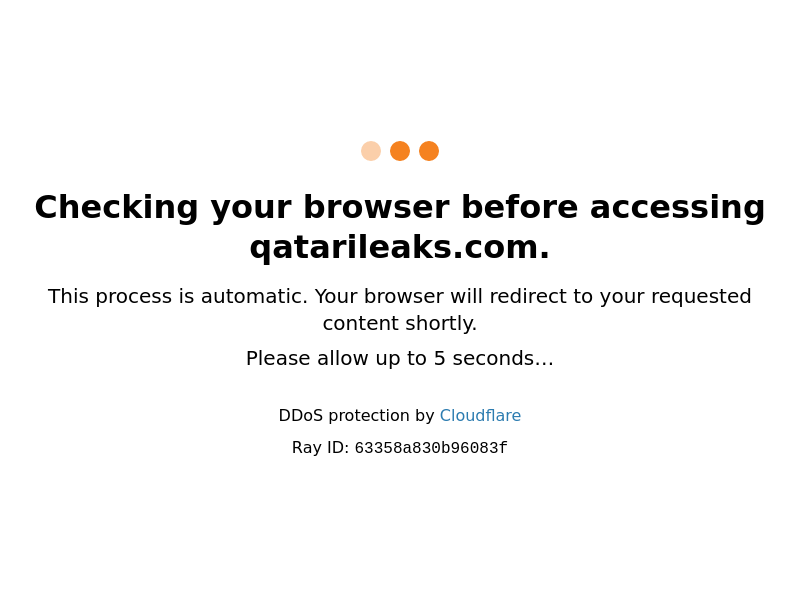 Checking your browser before accessing
qatarileaks.com.
This process is automatic. Your browser will redirect to your requested
content shortly.
Please allow up to 5 seconds…
DDoS protection by Cloudflare
Ray ID: 63358a830b96083f